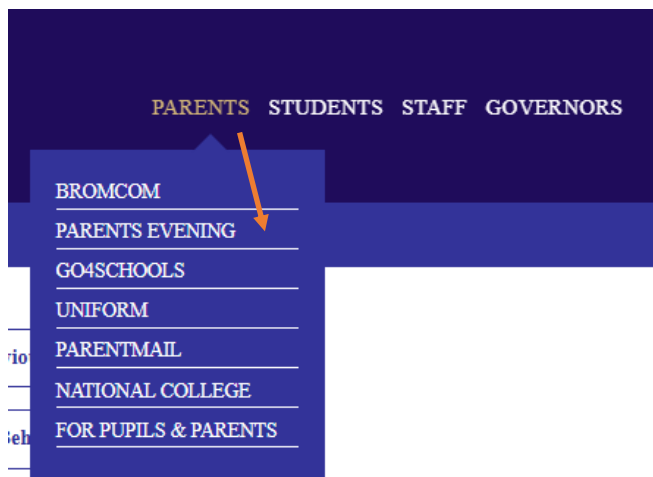 PARENTS STUDENTS STAFF GOVERNORS
BROMCOM
PARENTS EVENING
GO4SCHOOLS
UNIFORM
PARENTMAIL
NATIONAL COLLEGE
FOR PUPILS & PARENTS